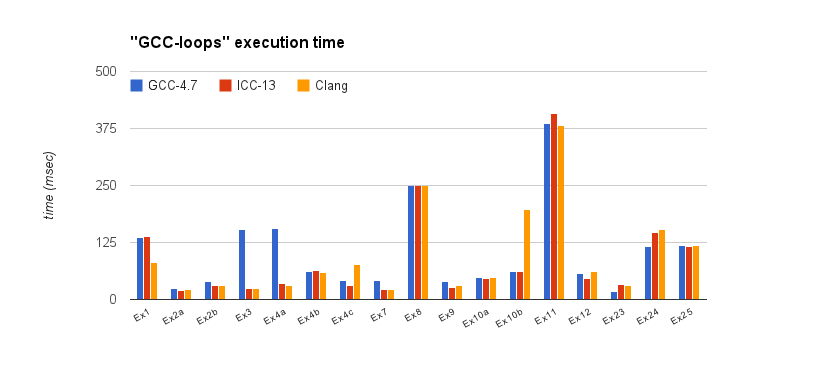 "GCC-loops" execution time
500
GCC-4.7 ICC-13 Clang
375
250
125
0
time (msec)
Ex1 Ex2a Ex2b Ex3 Ex4a Ex4b Ex4c Ex7 Ex8 Ex9 Ex10a Ex10b Ex11 Ex12 Ex23 Ex24 Ex25